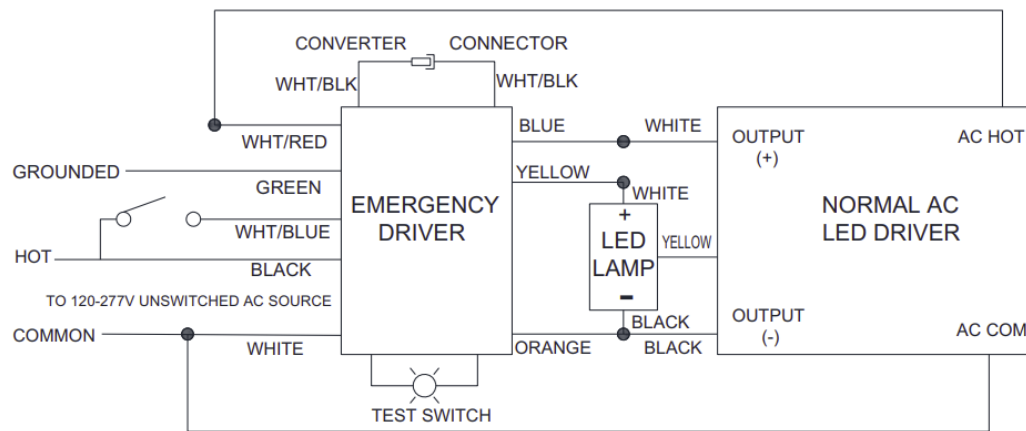 CONVERTER
CONNECTOR
WHT/BLK
WHT/BLK
WHT/RED
GROUNDED
GREEN
WHT/BLUE
HOT
BLACK
TO 120-277V UNSWITCHED AC SOURCE
COMMON
WHITE
EMERGENCY
DRIVER
TEST SWITCH
BLUE
WHITE
YELLOW
WHITE
+
LED
LAMP
-
YELLOW
BLACK
ORANGE
BLACK
OUTPUT
(+)
AC HOT
NORMAL AC
LED DRIVER
OUTPUT
(-)
AC COM